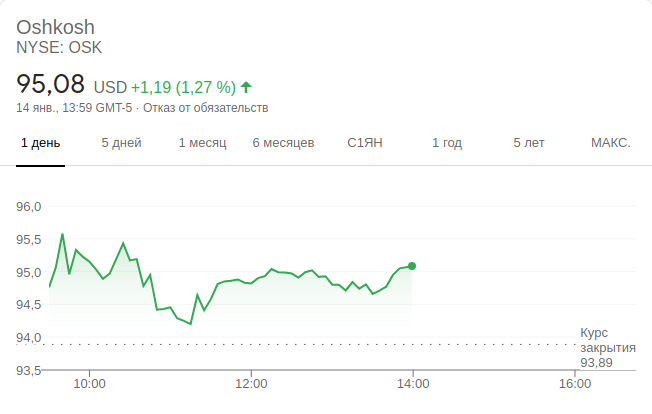 Oshkosh
NYSE: OSK
95,08 USD +1,19 (1,27 %)
14 янв., 13:59 GMT-5 · Отказ от обязательств
1 день 5 дней 1 месяц 6 месяцев С1ЯН 1 год 5 лет МАКС.
96,0
95,5
95,0
94,5
94,0
93,5
Курс
закрытия
93,89
10:00 12:00 14:00 16:00